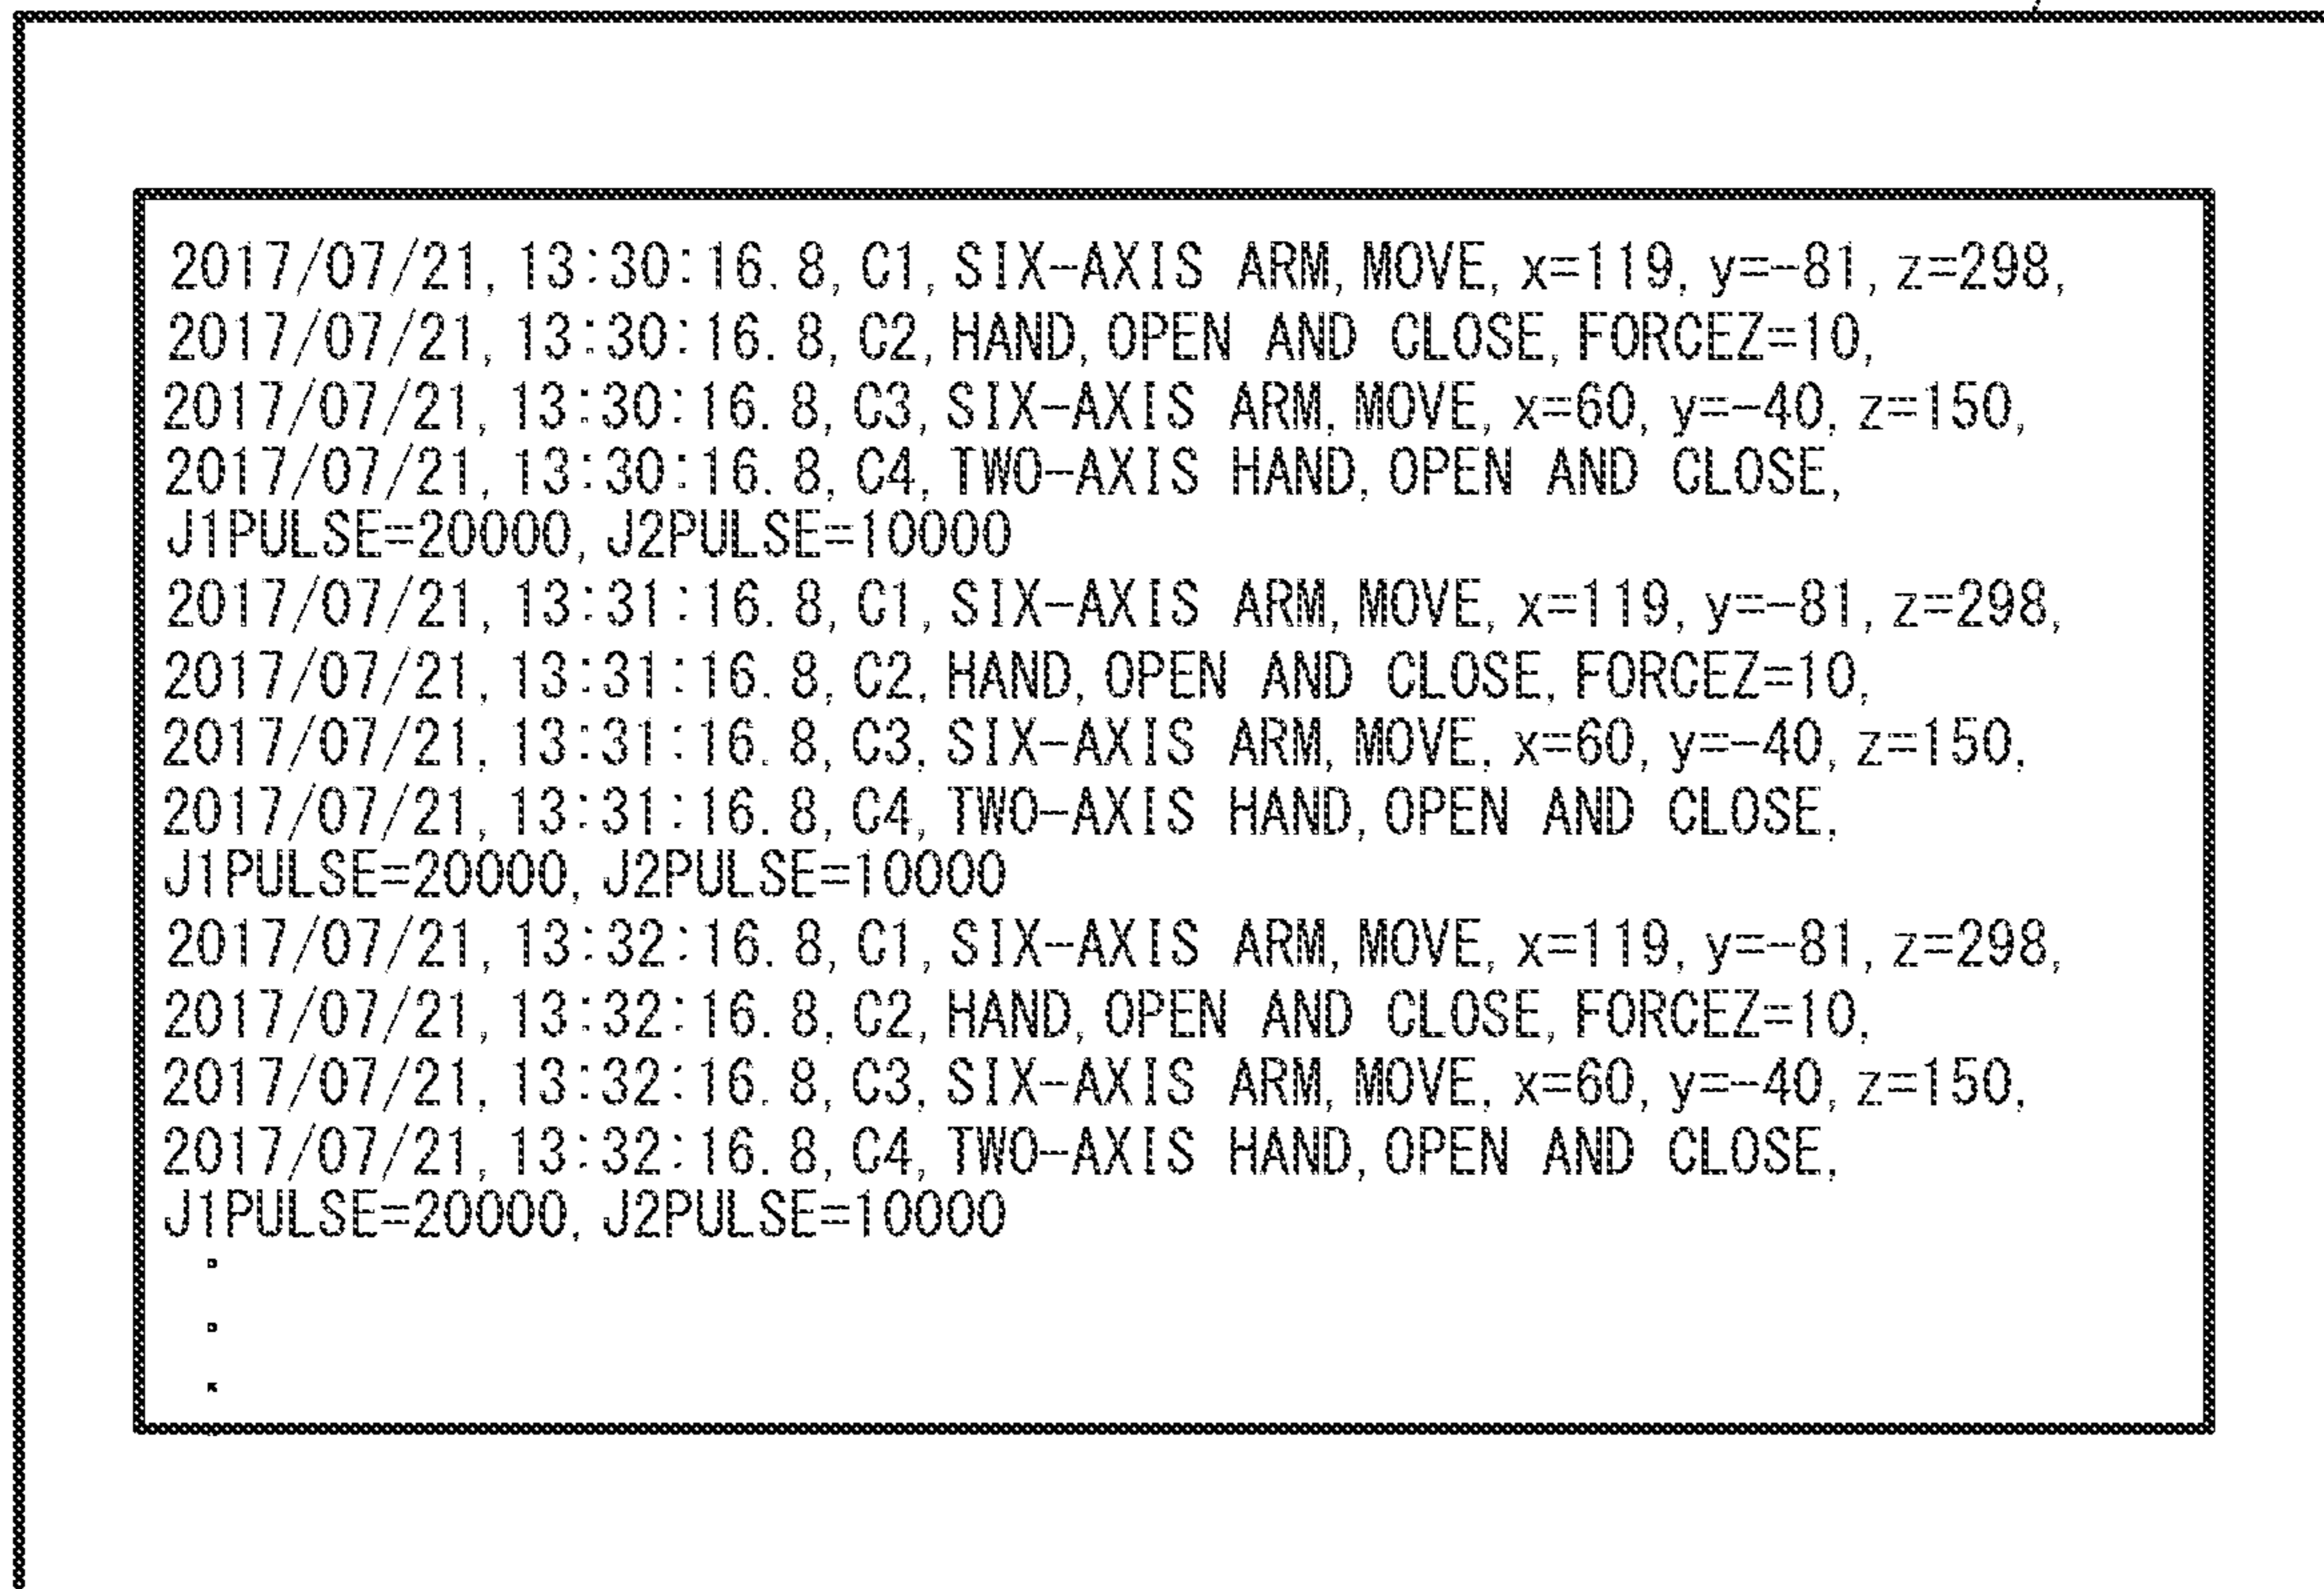 2017/07/21, 13:30:16.8, C1, SIX-AXIS ARM, MOVE, x=119, y=-81, z=298,
2017/07/21, 13:30:16.8, C2, HAND, OPEN AND CLOSE, FORCEZ=10,
2017/07/21, 13:30:16.8, C3, SIX-AXIS ARM, MOVE, x=60, y=-40, z=150,
2017/07/21, 13:30:16.8, C4, TWO-AXIS HAND, OPEN AND CLOSE,
J1PULSE=20000, J2PULSE=10000
2017/07/21, 13:31:16.8, C1, SIX-AXIS ARM, MOVE, x=119, y=-81, z=298,
2017/07/21, 13:31:16.8, C2, HAND, OPEN AND CLOSE, FORCEZ=10,
2017/07/21, 13:31:16.8, C3, SIX-AXIS ARM, MOVE, x=60, y=-40, z=150,
2017/07/21, 13:31:16.8, C4, TWO-AXIS HAND, OPEN AND CLOSE,
J1PULSE=20000, J2PULSE=10000
2017/07/21, 13:32:16.8, C1, SIX-AXIS ARM, MOVE, x=119, y=-81, z=298,
2017/07/21, 13:32:16.8, C2, HAND, OPEN AND CLOSE, FORCEZ=10,
2017/07/21, 13:32:16.8, C3, SIX-AXIS ARM, MOVE, x=60, y=-40, z=150,
2017/07/21, 13:32:16.8, C4, TWO-AXIS HAND, OPEN AND CLOSE,
J1PULSE=20000, J2PULSE=10000